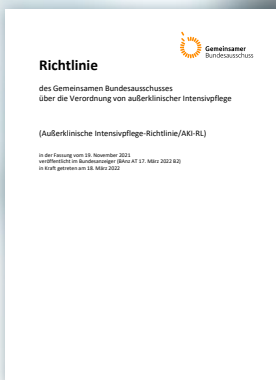 Gemeinsamer
Bundesausschuss
Richtlinie
des Gemeinsamen Bundesausschusses
über die Verordnung von außerklinischer Intensivpflege
(Außerklinische Intensivpflege-Richtlinie/AKI-RL)
in der Fassung vom 19. November 2021
veröffentlicht im Bundesanzeiger (BAnz AT 17. März 2022 B2)
in Kraft getreten am 18. März 2022